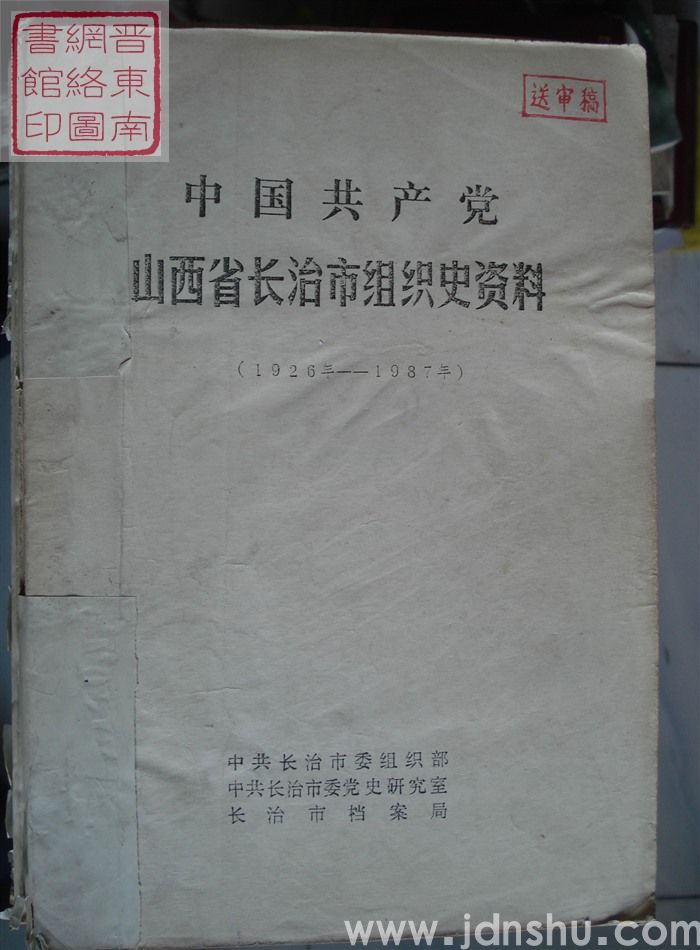 晋東南
網絡圖
書館印
送审稿
中国共产党
山西省长治市组织史资料
(1926年——1987年)
中共长治市委组织部
中共长治市委党史研究室
长治市档案局
www.jdnshu.com